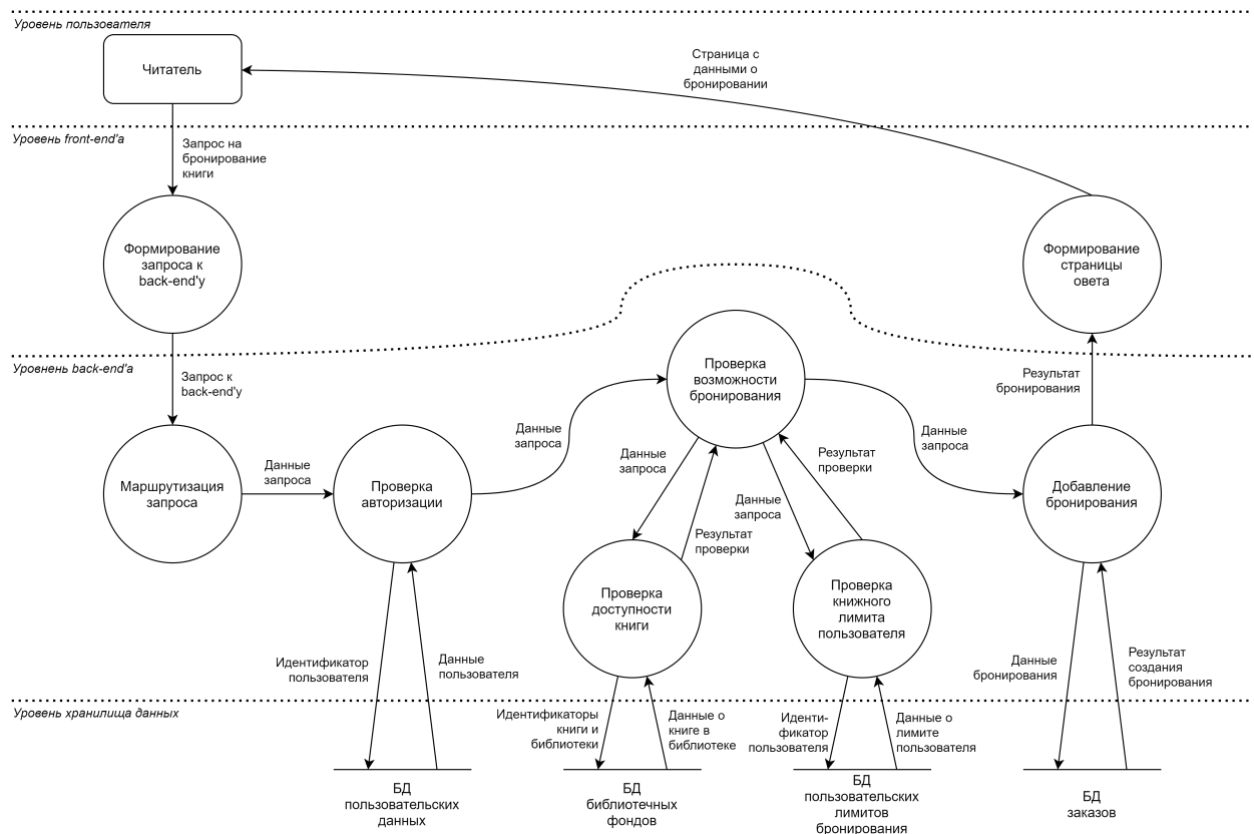 Уровень пользователя
Читатель
Страница с
данными о
бронировании
Уровень front-end'а
Запрос на
бронирование
книги
Формирование
запроса к
back-end'у
Формирование
страницы
овета
Уровнень back-end'а
Запрос к
back-end'у
Проверка
возможности
бронирования
Результат
бронирования
Данные
запроса
Данные
запроса
Результат
проверки
Данные
запроса
Маршрутизация
запроса
Данные
запроса
Проверка
авторизации
Данные
запроса
Добавление
бронирования
Результат
проверки
Проверка
доступности
книги
Проверка
книжного
лимита
пользователя
Идентификатор
пользователя
Данные
пользователя
Данные
бронирования
Результат
создания
бронирования
Уровень хранилища данных
Идентификаторы
книги и
библиотеки
Данные о
книге в
библиотеке
Иденти-
фикатор
пользователя
Данные о
лимите
пользователя
БД
пользовательских
данных
БД
библиотечных
фондов
БД
пользовательских
лимитов
бронирования
БД
заказов